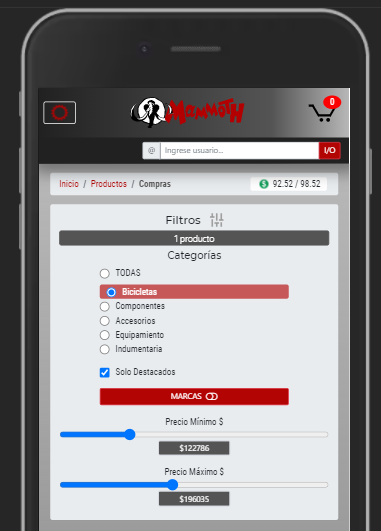 0
MAMMOTH
@ Ingrese usuario... I/O
Inicio / Productos / Compras $ 92.52 / 98.52
Filtros
1 producto
Categorías
TODAS
Bicicletas
Componentes
Accesorios
Equipamiento
Indumentaria
Solo Destacados
MARCAS
Precio Mínimo $
$122786
Precio Máximo $
$196035